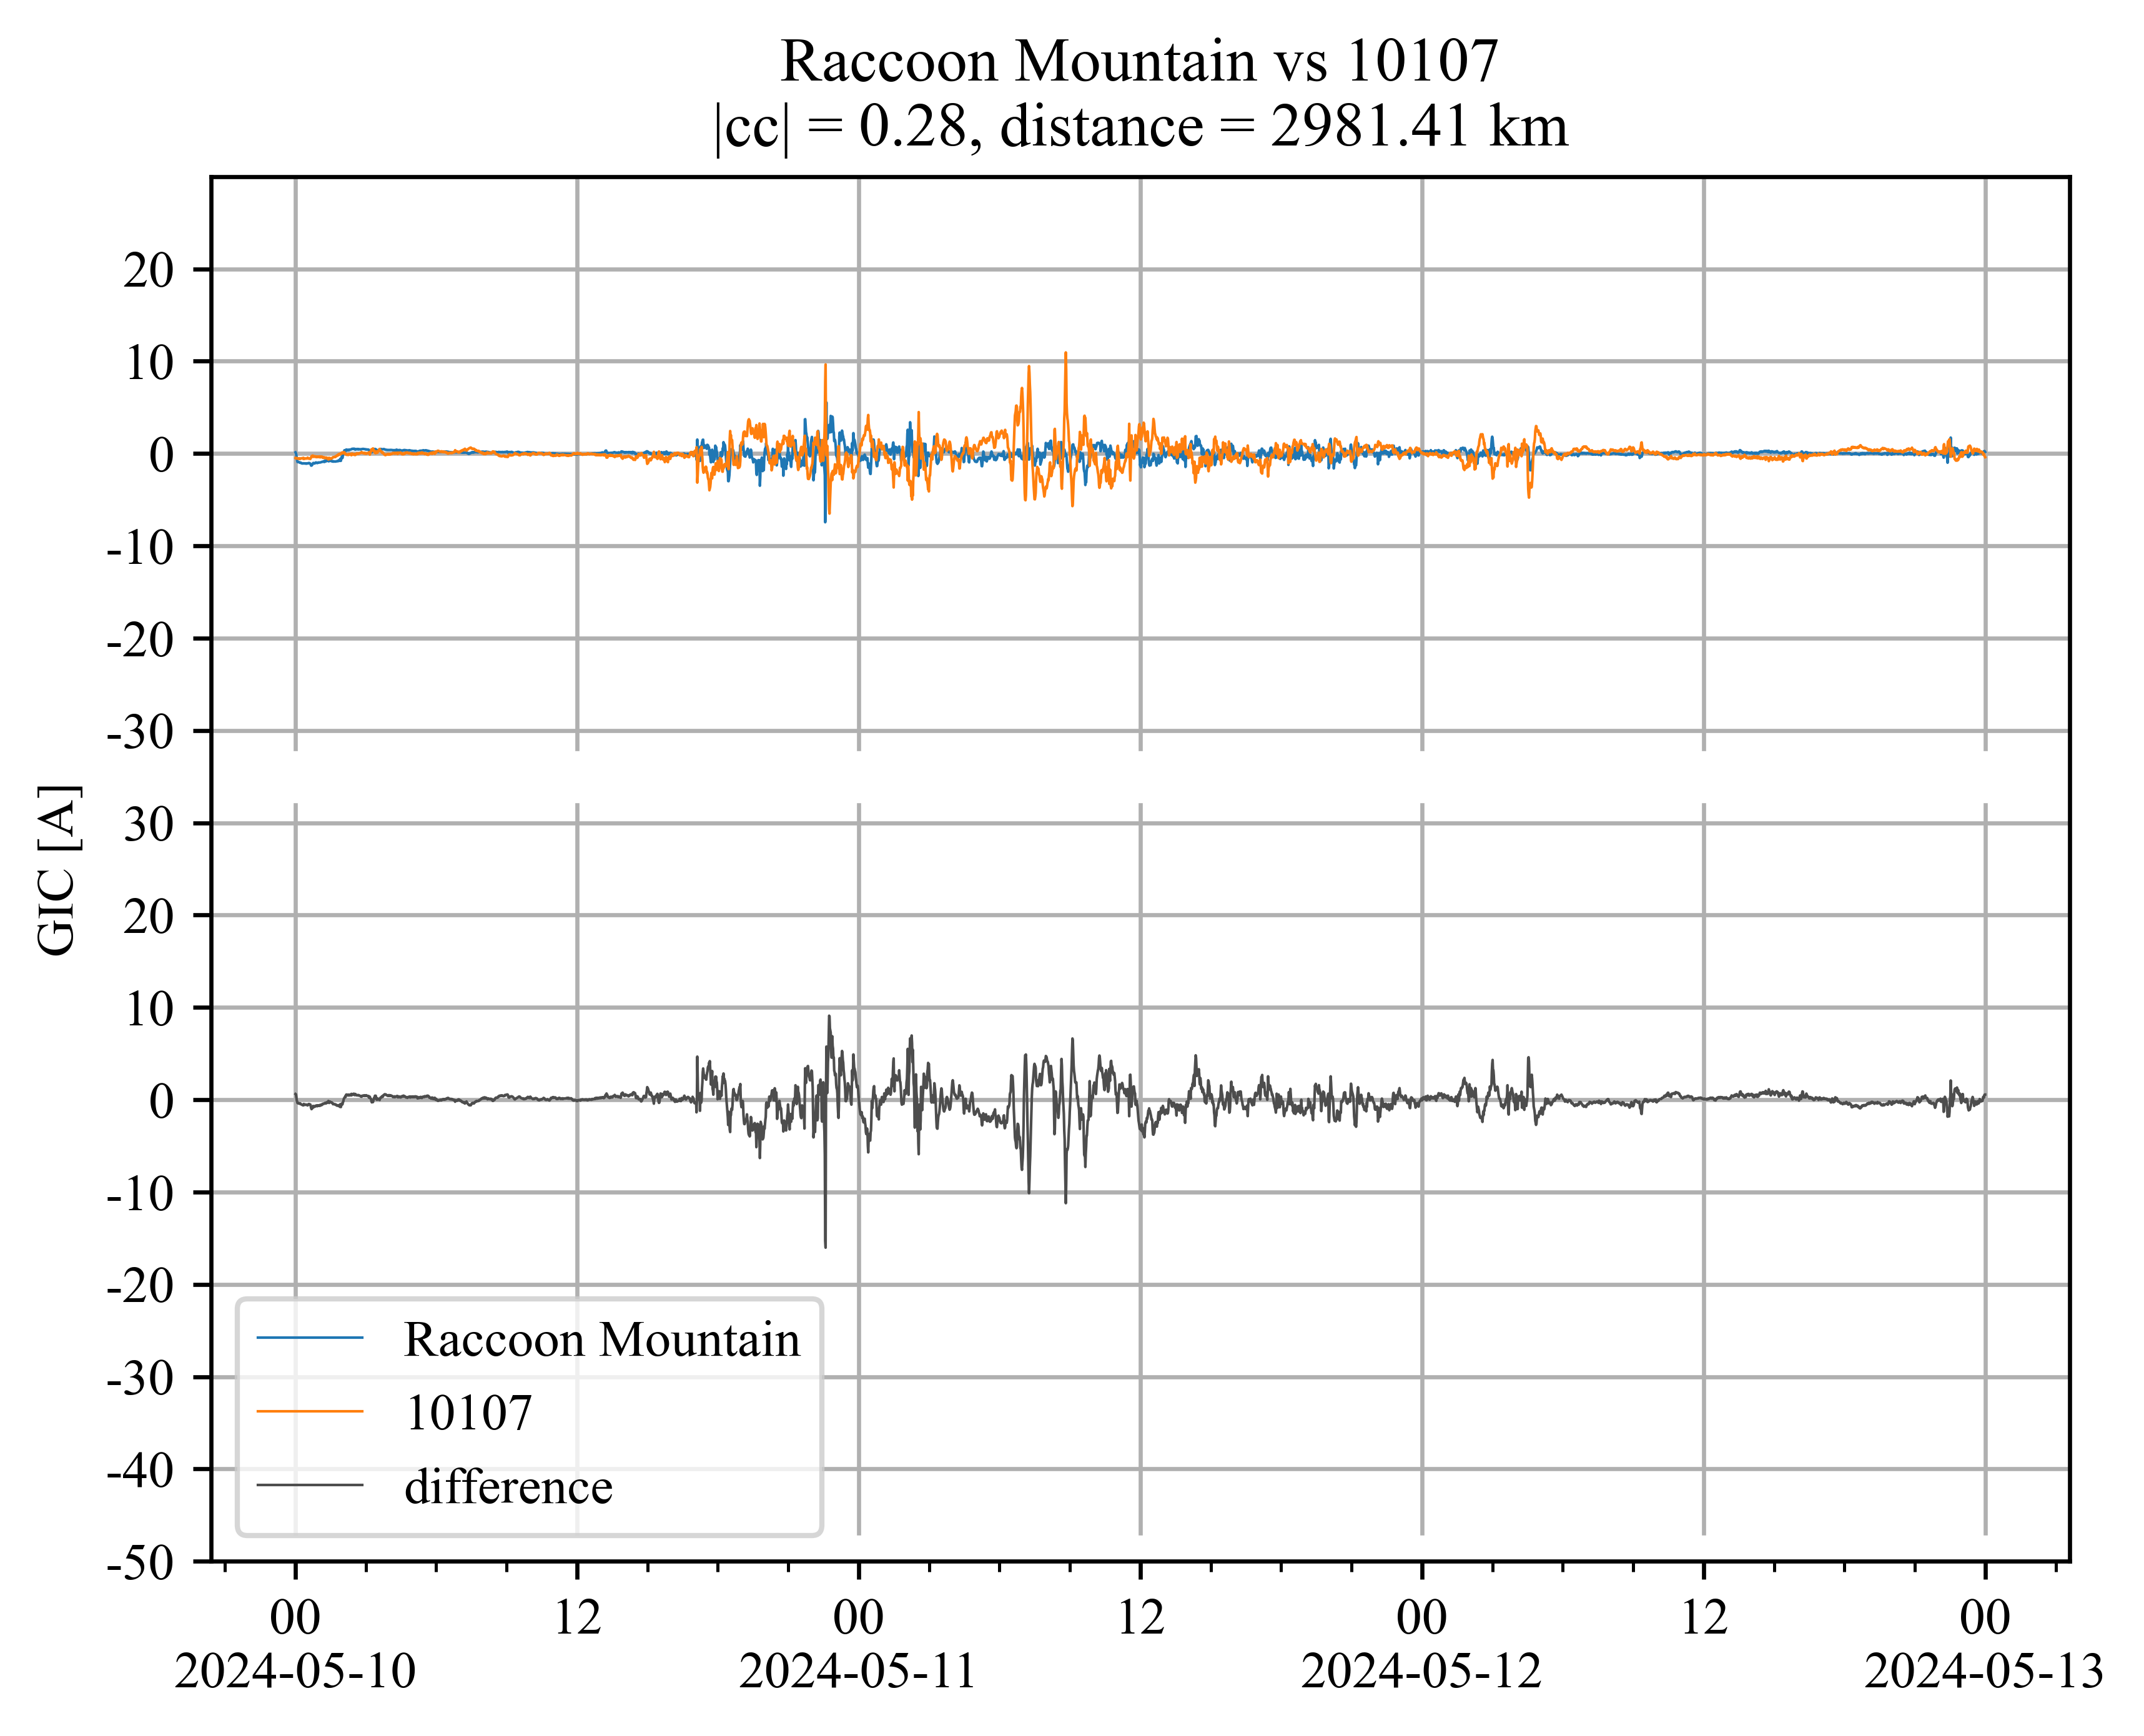 Raccoon Mountain vs 10107
|cc| = 0.28, distance = 2981.41 km
GIC [A]
20
10
0
-10
-20
-30
30
20
10
0
-10
-20
-30
-40
-50
Raccoon Mountain
10107
difference
00 12 00 12 00 12 00
2024-05-10 2024-05-11 2024-05-12 2024-05-13